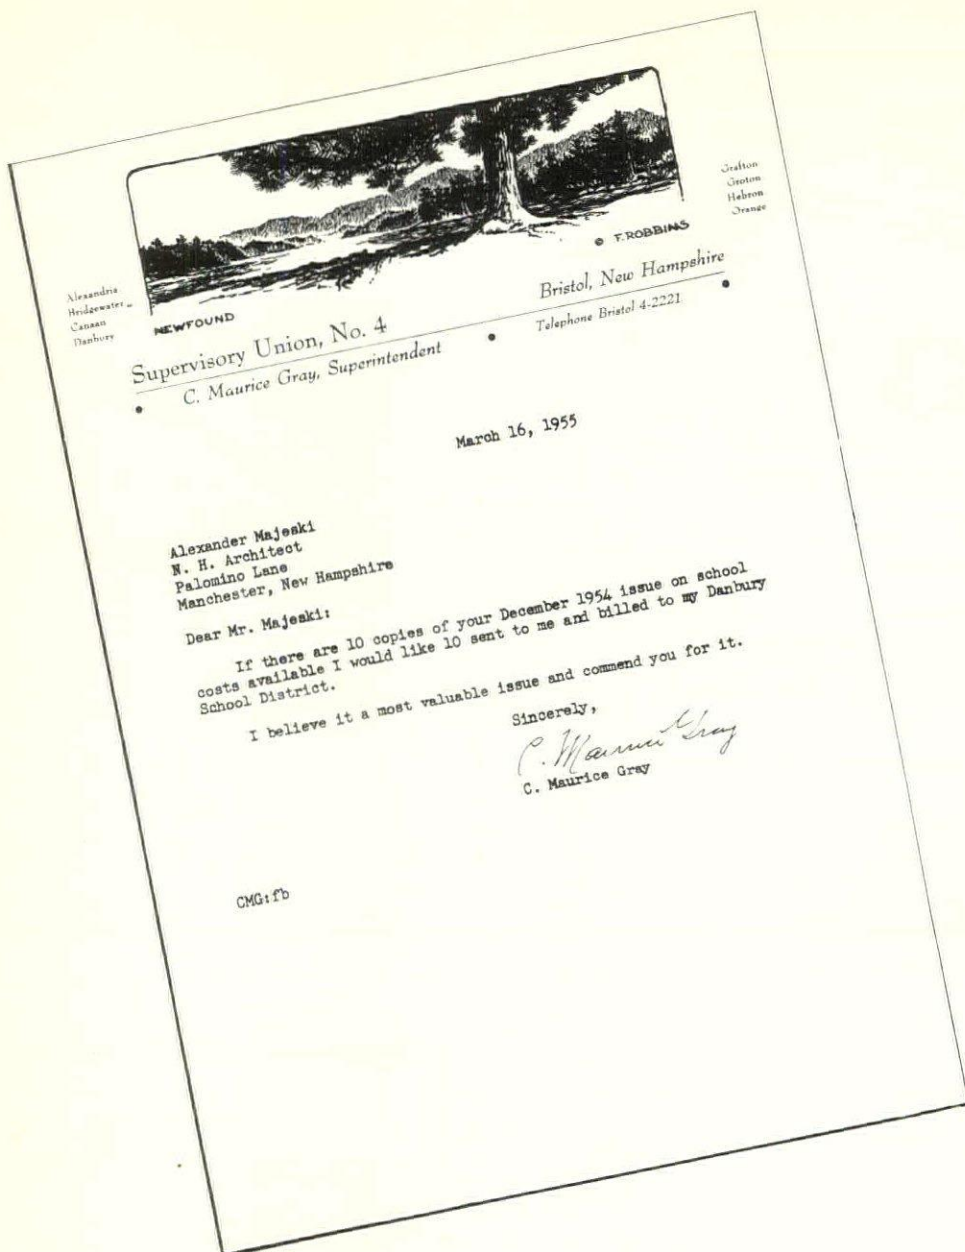 Grafton
Groton
Hebron
Orange
© F. ROBBINS
Alexandria
Bridgewater
Canaan
Danbury
NEWFOUND
Supervisory Union, No. 4
Bristol, New Hampshire
• C. Maurice Gray, Superintendent • Telephone Bristol 4-2221 •
March 16, 1955
Alexander Majeski
N. H. Architect
Palomino Lane
Manchester, New Hampshire
Dear Mr. Majeski:
If there are 10 copies of your December 1954 issue on school
costs available I would like 10 sent to me and billed to my Danbury
School District.
I believe it a most valuable issue and commend you for it.
Sincerely,
C. Maurice Gray
C. Maurice Gray
CMG:fb